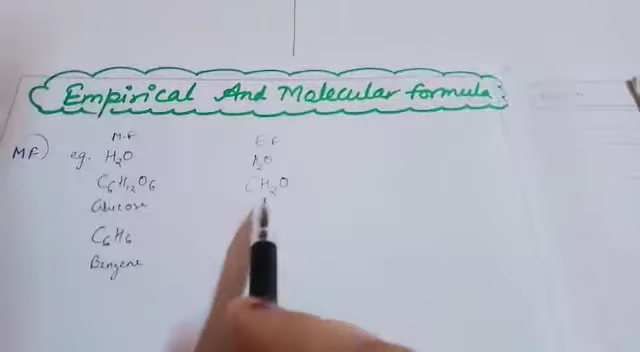 Empirical And Molecular formula:
M.F E F
MF) eg. H₂O H₂O
C₆H₁₂O₆ CH₂O
Glucose
C₆H₆
Benzene